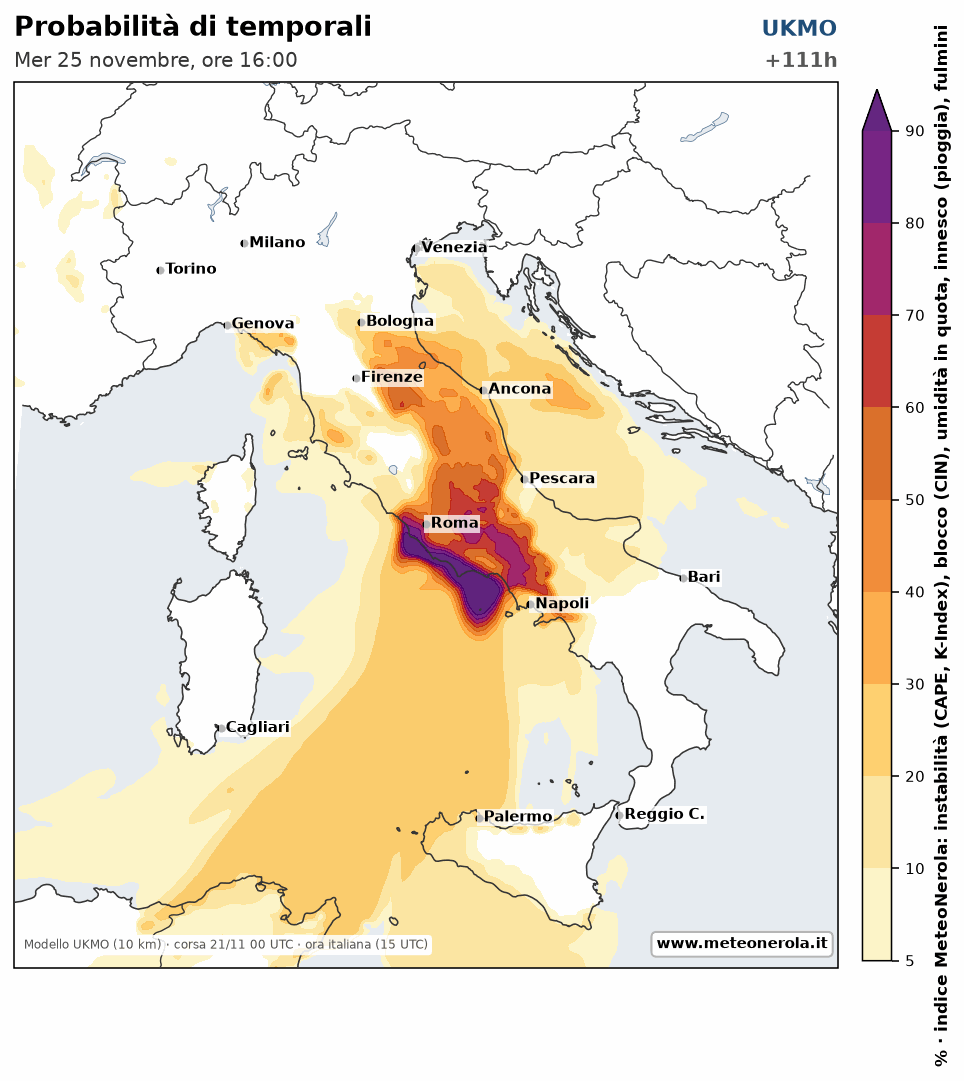 Probabilità di temporali
UKMO
Mer 25 novembre, ore 16:00
+111h
Milano
Venezia
Torino
Genova
Bologna
Firenze
Ancona
Pescara
Roma
Bari
Napoli
Cagliari
Palermo
Reggio C.
Modello UKMO (10 km) · corsa 21/11 00 UTC · ora italiana (15 UTC)
www.meteonerola.it
90
80
70
60
50
40
30
20
10
5
% · indice MeteoNerola: instabilità (CAPE, K-Index), blocco (CIN), umidità in quota, innesco (pioggia), fulmini